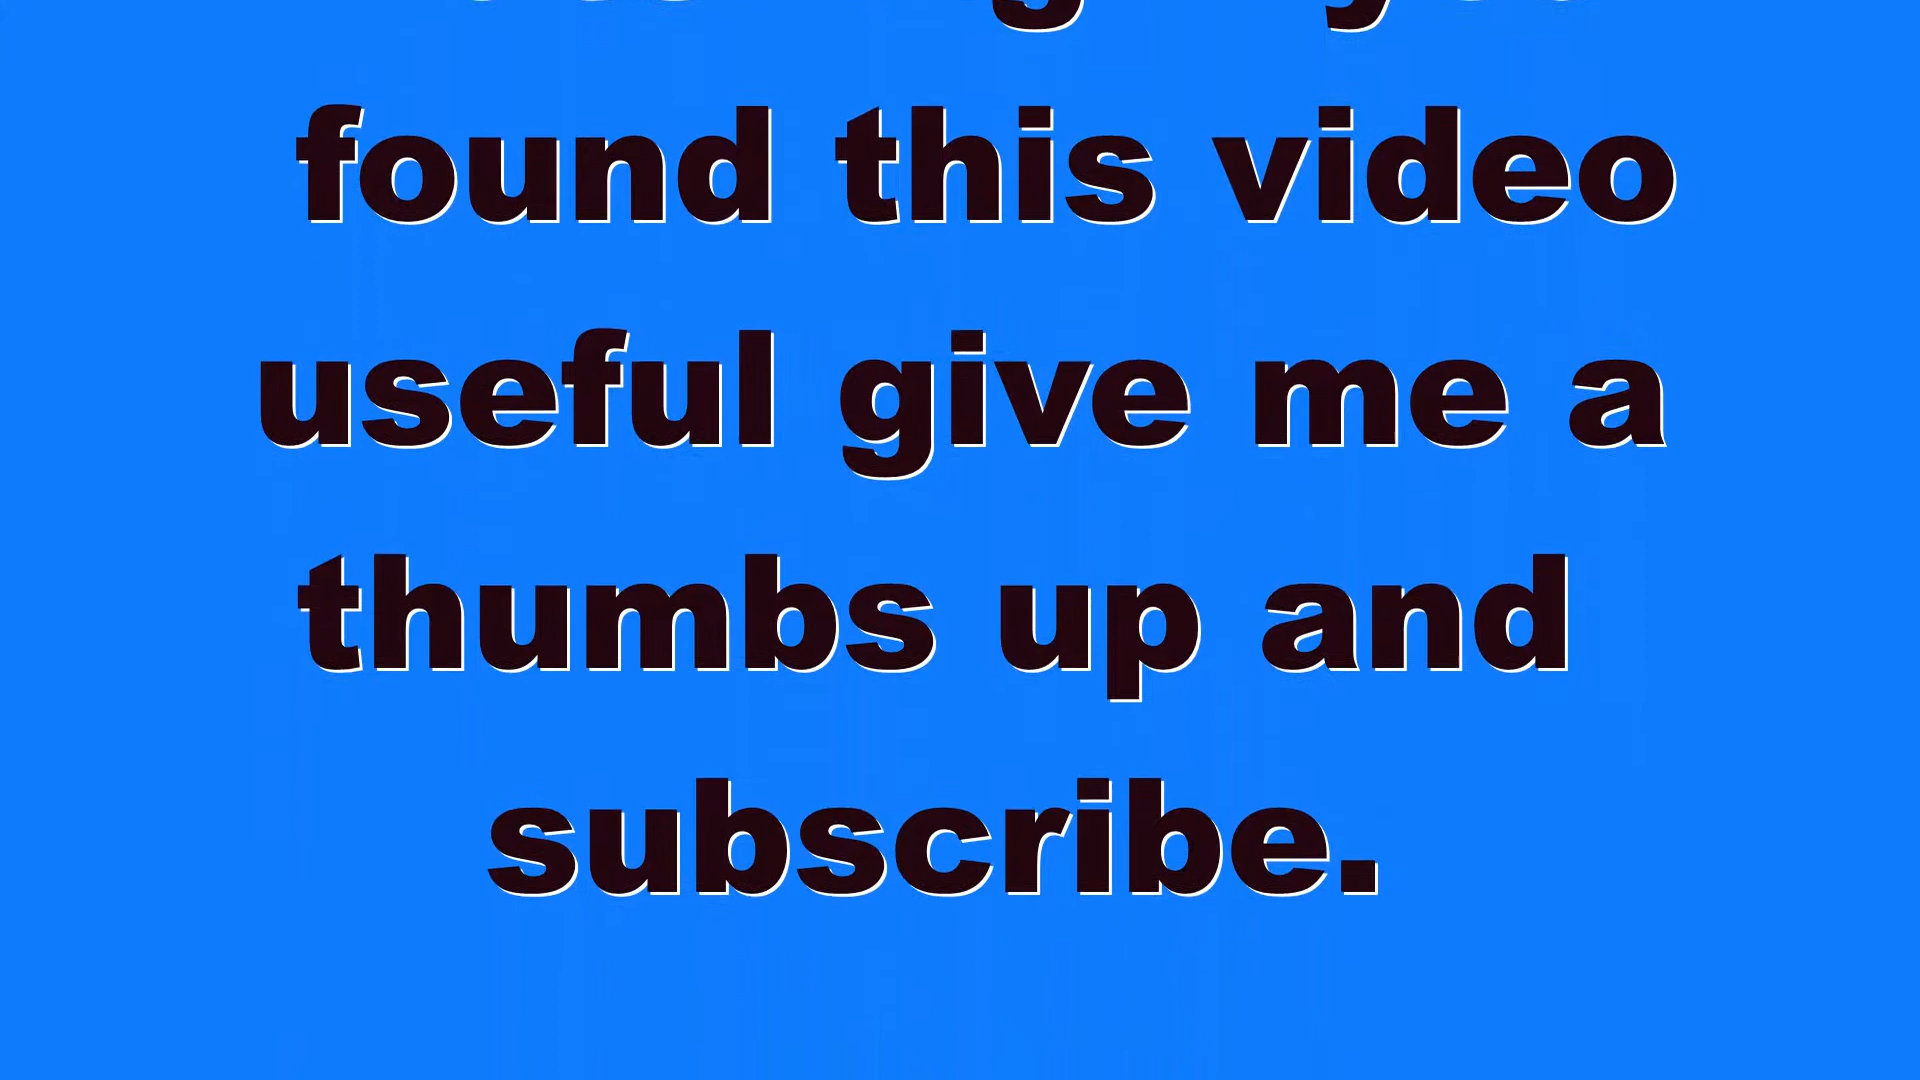 found this video
useful give me a
thumbs up and
subscribe.